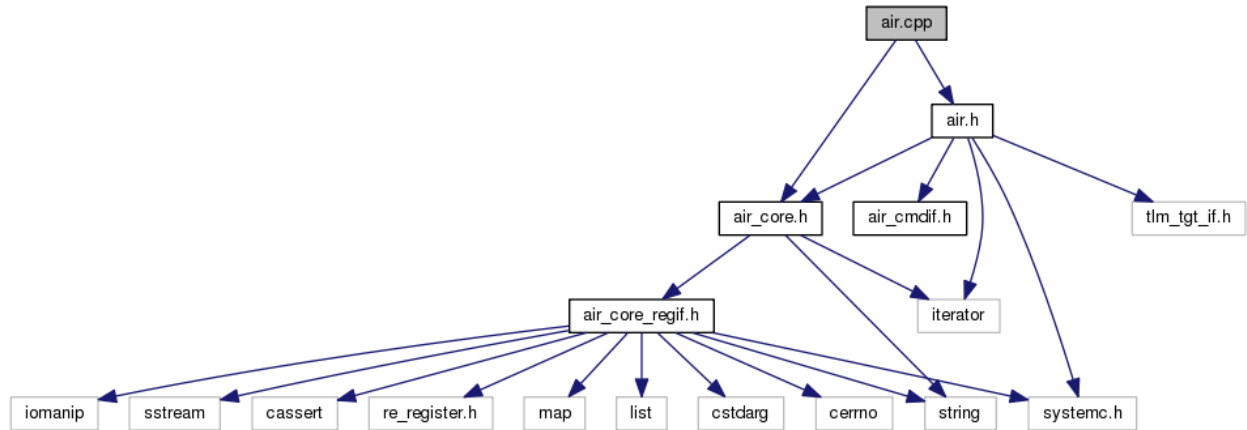 air.cpp
air.h
air_core.h
air_cmdif.h
tlm_tgt_if.h
air_core_regif.h
iterator
iomanip
sstream
cassert
re_register.h
map
list
cstdarg
cerrno
string
systemc.h